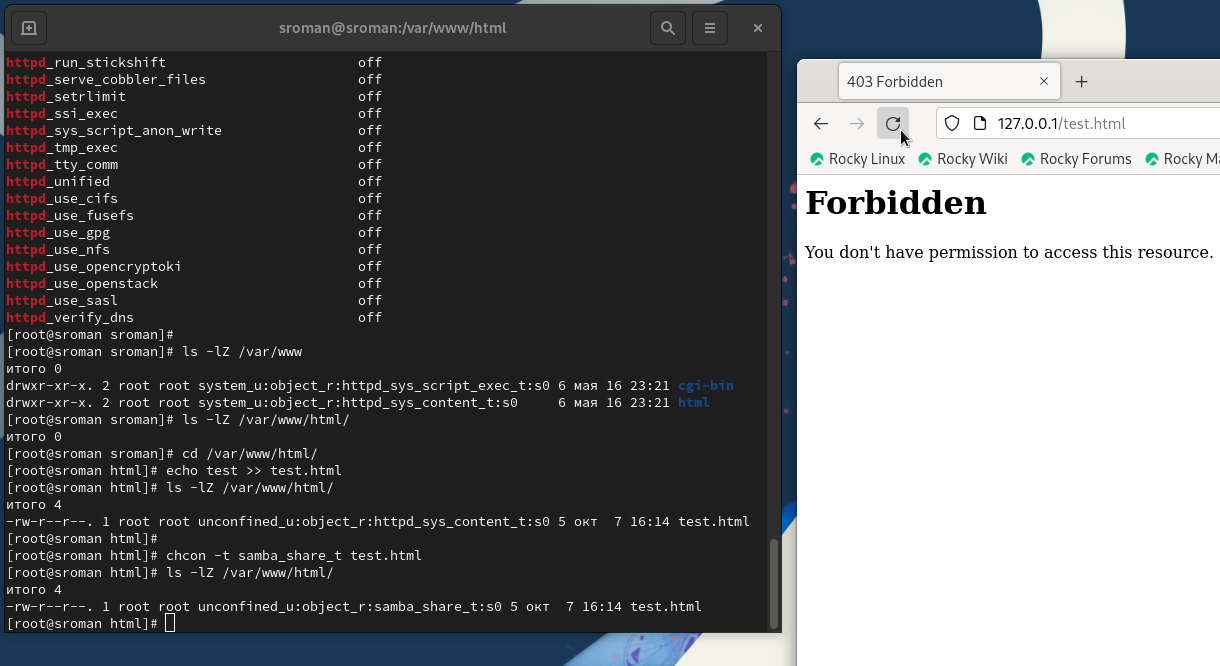 sroman@sroman:/var/www/html
httpd_run_stickshift off
httpd_serve_cobbler_files off
httpd_setrlimit off
httpd_ssi_exec off
httpd_sys_script_anon_write off
httpd_tmp_exec off
httpd_tty_comm off
httpd_unified off
httpd_use_cifs off
httpd_use_fusefs off
httpd_use_gpg off
httpd_use_nfs off
httpd_use_opencryptoki off
httpd_use_openstack off
httpd_use_sasl off
httpd_verify_dns off
[root@sroman sroman]#
[root@sroman sroman]# ls -lZ /var/www
итого 0
drwxr-xr-x. 2 root root system_u:object_r:httpd_sys_script_exec_t:s0 6 мая 16 23:21 cgi-bin
drwxr-xr-x. 2 root root system_u:object_r:httpd_sys_content_t:s0 6 мая 16 23:21 html
[root@sroman sroman]# ls -lZ /var/www/html/
итого 0
[root@sroman sroman]# cd /var/www/html/
[root@sroman html]# echo test >> test.html
[root@sroman html]# ls -lZ /var/www/html/
итого 4
-rw-r--r--. 1 root root unconfined_u:object_r:httpd_sys_content_t:s0 5 окт 7 16:14 test.html
[root@sroman html]#
[root@sroman html]# chcon -t samba_share_t test.html
[root@sroman html]# ls -lZ /var/www/html/
итого 4
-rw-r--r--. 1 root root unconfined_u:object_r:samba_share_t:s0 5 окт 7 16:14 test.html
[root@sroman html]#
403 Forbidden
127.0.0.1/test.html
Rocky Linux Rocky Wiki Rocky Forums Rocky
Forbidden
You don't have permission to access this resource.